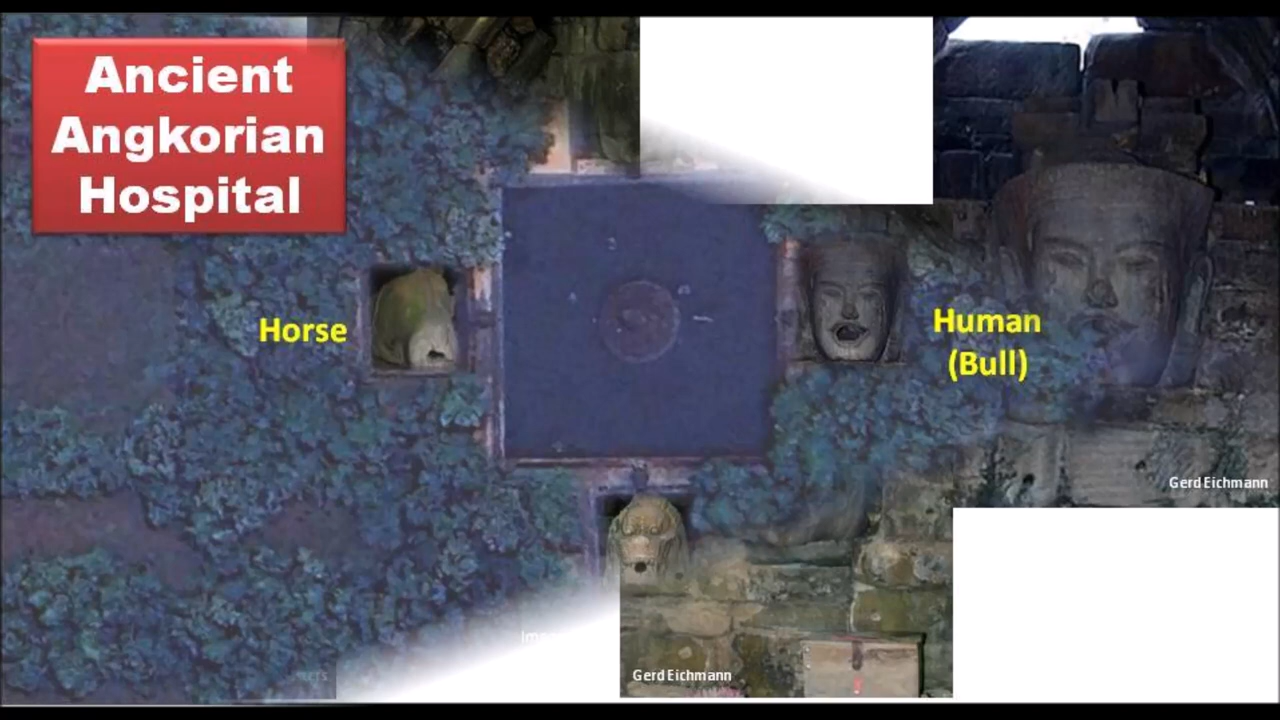 Ancient
Angkorian
Hospital
Horse
Human
(Bull)
Gerd Eichmann
Gerd Eichmann